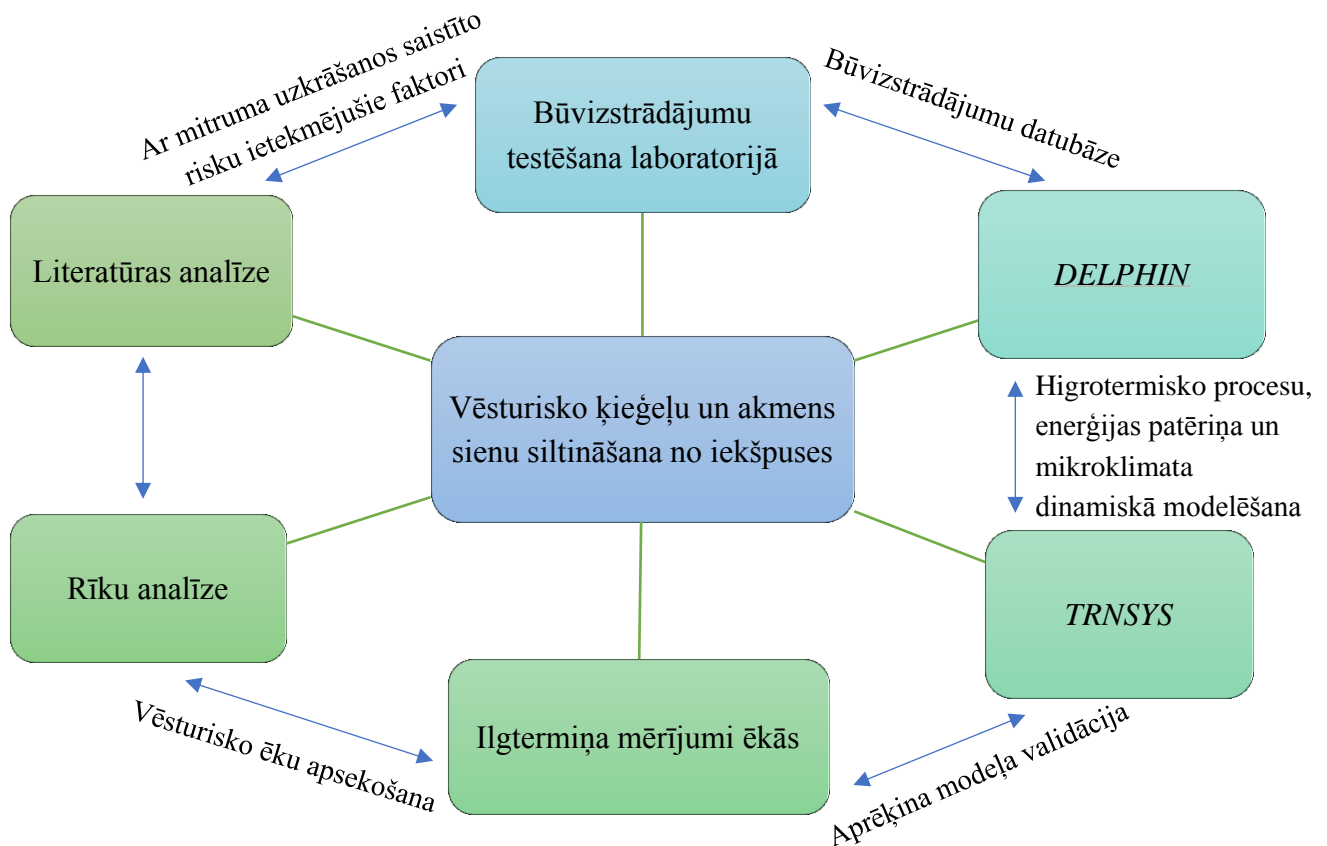 Ar mitruma uzkrāšanos saistīto
risku ietekmējušie faktori
Būvizstrādājumu
testēšana laboratorijā
Būvizstrādājumu datubāze
Literatūras analīze
DELPHIN
Vēsturisko ķieģeļu un akmens
sienu siltināšana no iekšpuses
Higrotermisko procesu,
enerģijas patēriņa un
mikroklimata
dinamiskā modelēšana
Rīku analīze
TRNSYS
Vēsturisko ēku apsekošana
Ilgtermiņa mērījumi ēkās
Aprēķina modeļa validācija